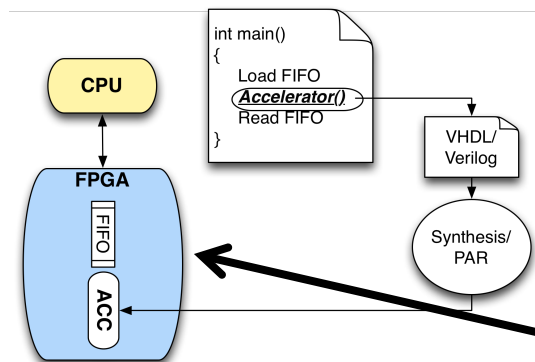 int main()
{
Load FIFO
Accelerator()
Read FIFO
}
CPU
VHDL/
Verilog
FPGA
FIFO
ACC
Synthesis/
PAR